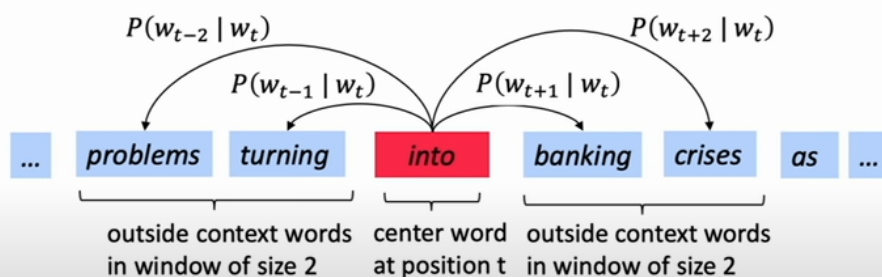 P(w_{t-2} | w_t) P(w_{t+2} | w_t)
P(w_{t-1} | w_t) P(w_{t+1} | w_t)
... problems turning into banking crises as ...
outside context words center word outside context words
in window of size 2 at position t in window of size 2